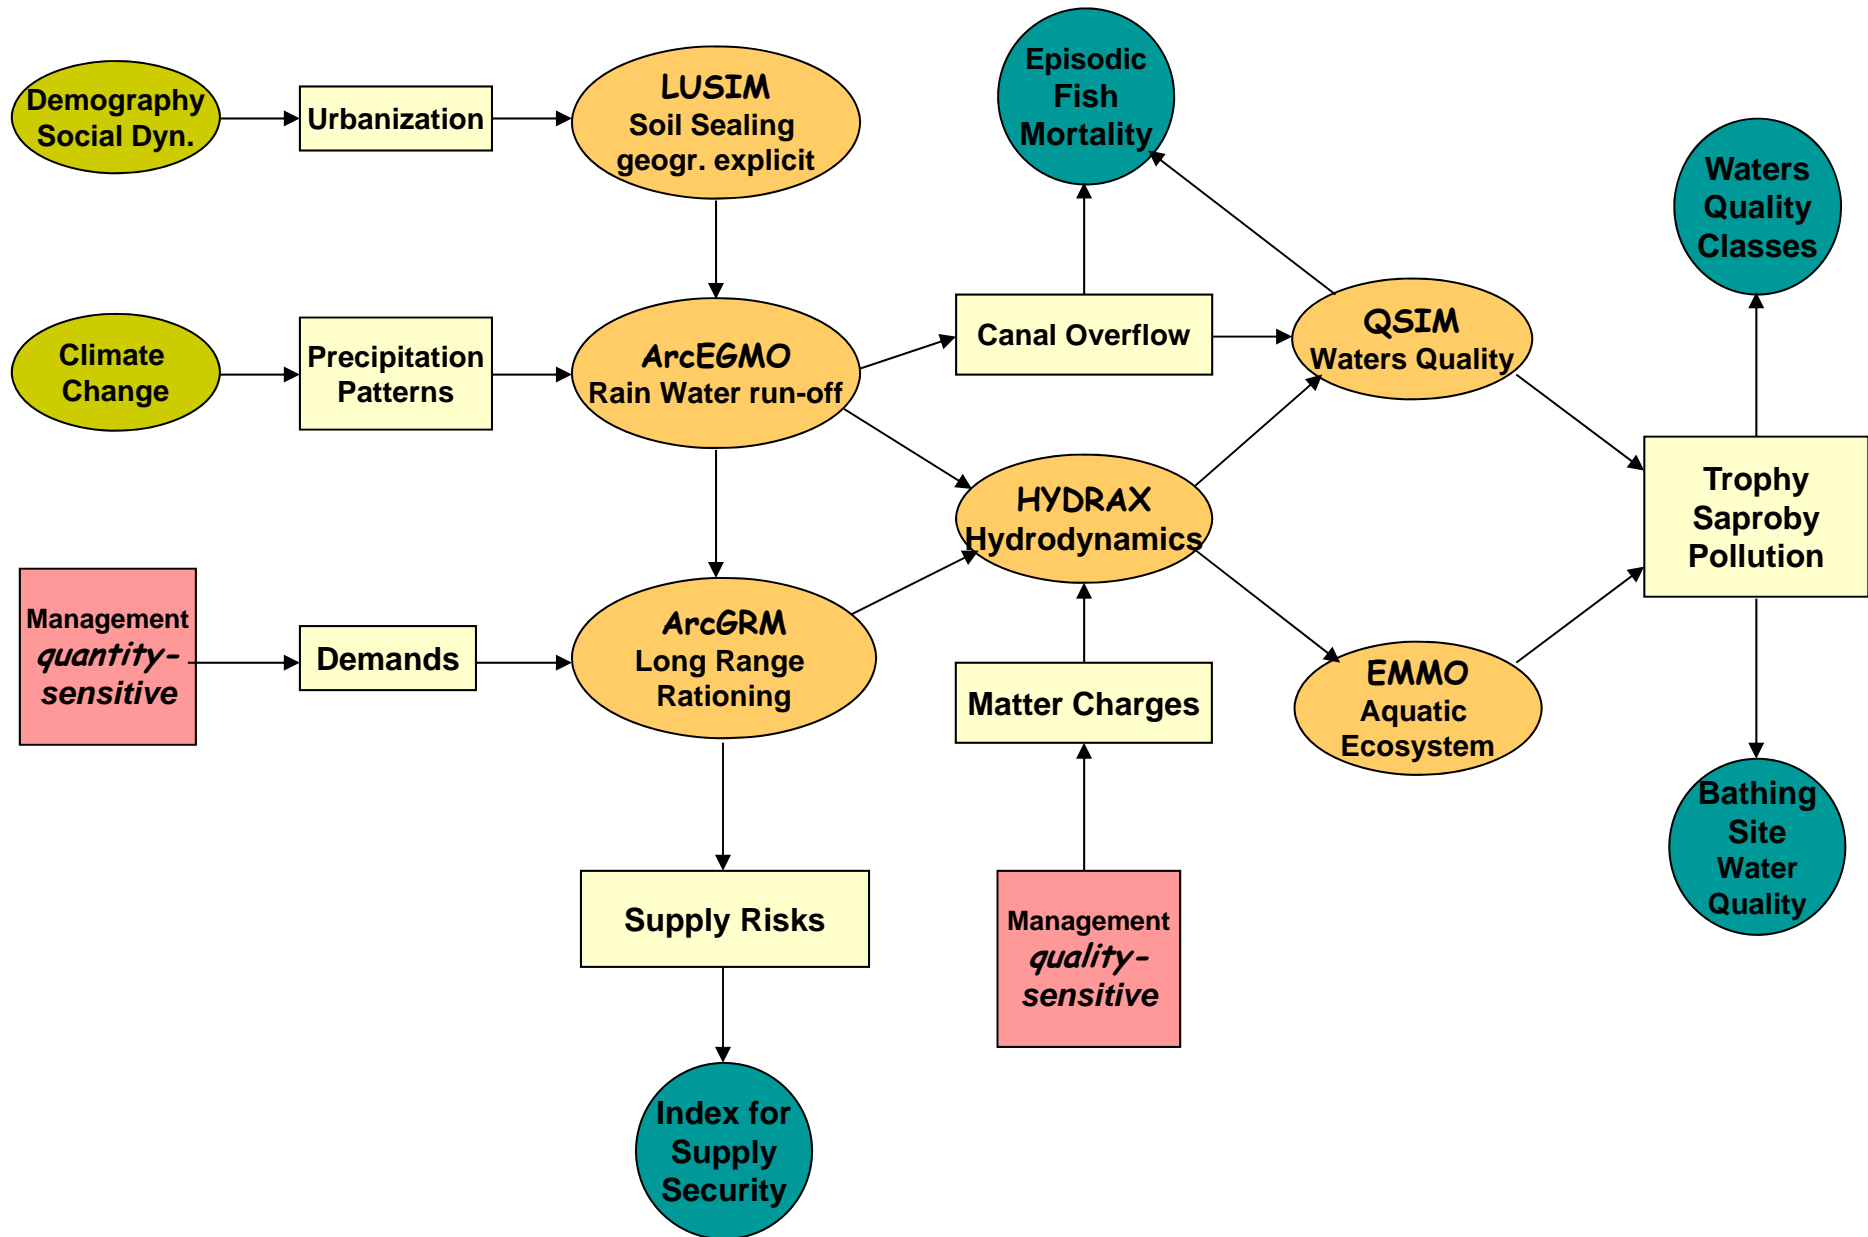 Demography
Social Dyn.
Urbanization
LUSIM
Soil Sealing
geogr. explicit
Episodic
Fish
Mortality
Waters
Quality
Classes
Climate
Change
Precipitation
Patterns
ArcEGMO
Rain Water run-off
Canal Overflow
QSIM
Waters Quality
HYDRAX
Hydrodynamics
Trophy
Saproby
Pollution
Management
quantity-
sensitive
Demands
ArcGRM
Long Range
Rationing
Matter Charges
EMMO
Aquatic
Ecosystem
Supply Risks
Management
quality-
sensitive
Bathing
Site
Water
Quality
Index for
Supply
Security